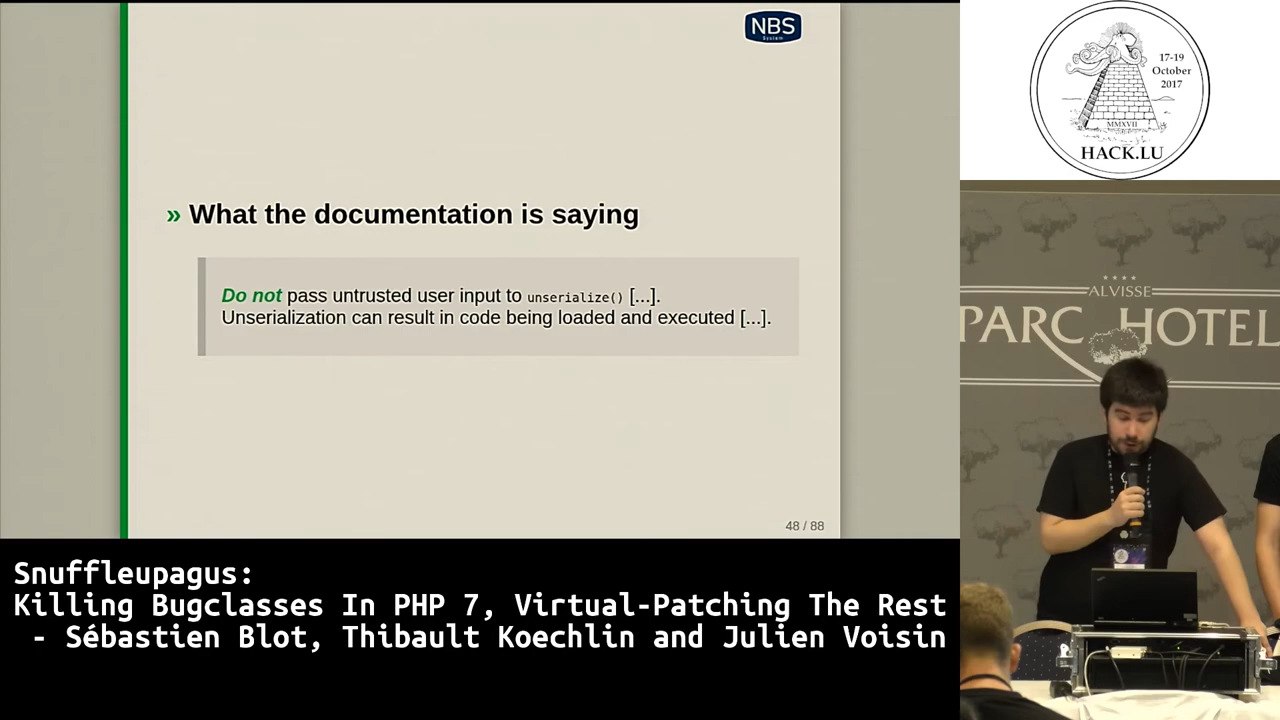 NBS
System
» What the documentation is saying
Do not pass untrusted user input to unserialize() [...].
Unserialization can result in code being loaded and executed [...].
48 / 88
Snuffleupagus:
Killing Bugclasses In PHP 7, Virtual-Patching The Rest
- Sébastien Blot, Thibault Koechlin and Julien Voisin
17-19
October
2017
MMXVII
HACK.LU
ALVISSE
PARC HOTEL